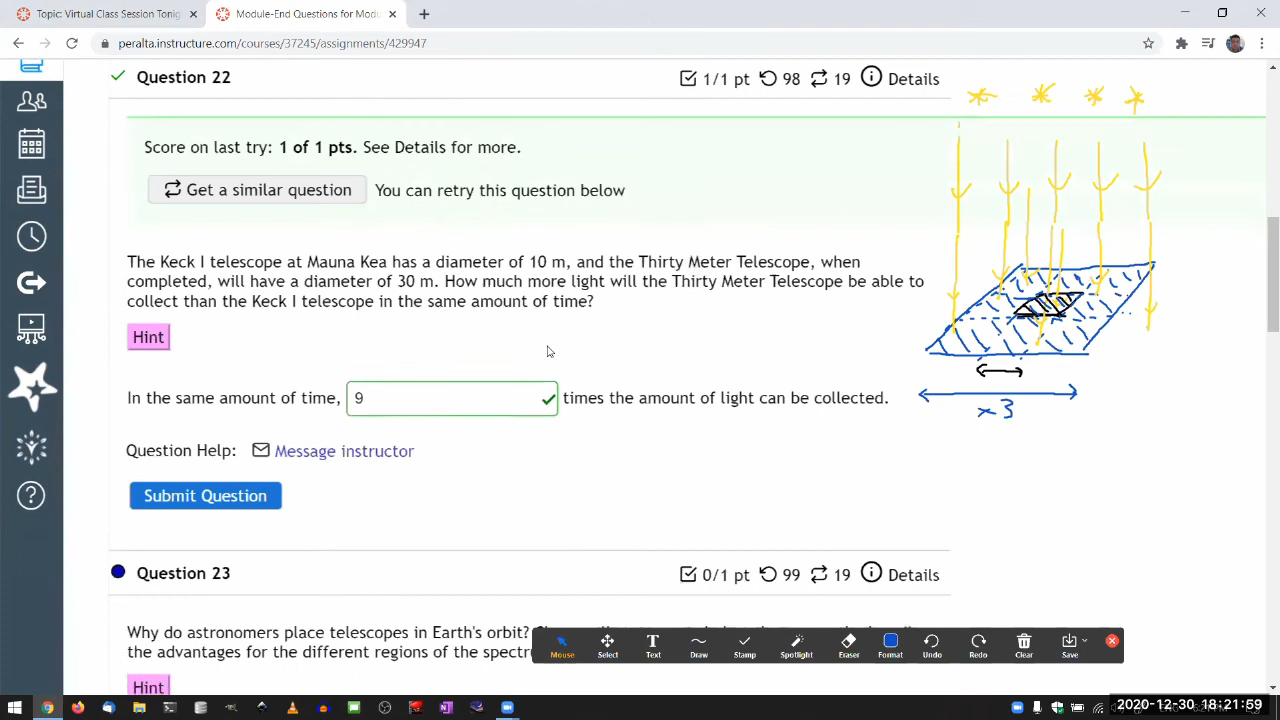 Topic: Virtual Class Session Tonig
Module-End Questions for Modu
peralta.instructure.com/courses/37245/assignments/429947
Question 22
1/1 pt 98 19 Details
Score on last try: 1 of 1 pts. See Details for more.
Get a similar question You can retry this question below
The Keck I telescope at Mauna Kea has a diameter of 10 m, and the Thirty Meter Telescope, when
completed, will have a diameter of 30 m. How much more light will the Thirty Meter Telescope be able to
collect than the Keck I telescope in the same amount of time?
Hint
In the same amount of time, 9 times the amount of light can be collected.
×3
Question Help: Message instructor
Submit Question
Question 23
0/1 pt 99 19 Details
Why do astronomers place telescopes in Earth's orbit?
the advantages for the different regions of the spectr
Hint
Mouse Select Text Draw Stamp Spotlight Eraser Format Undo Redo Clear Save
2020-12-30 18:21:59